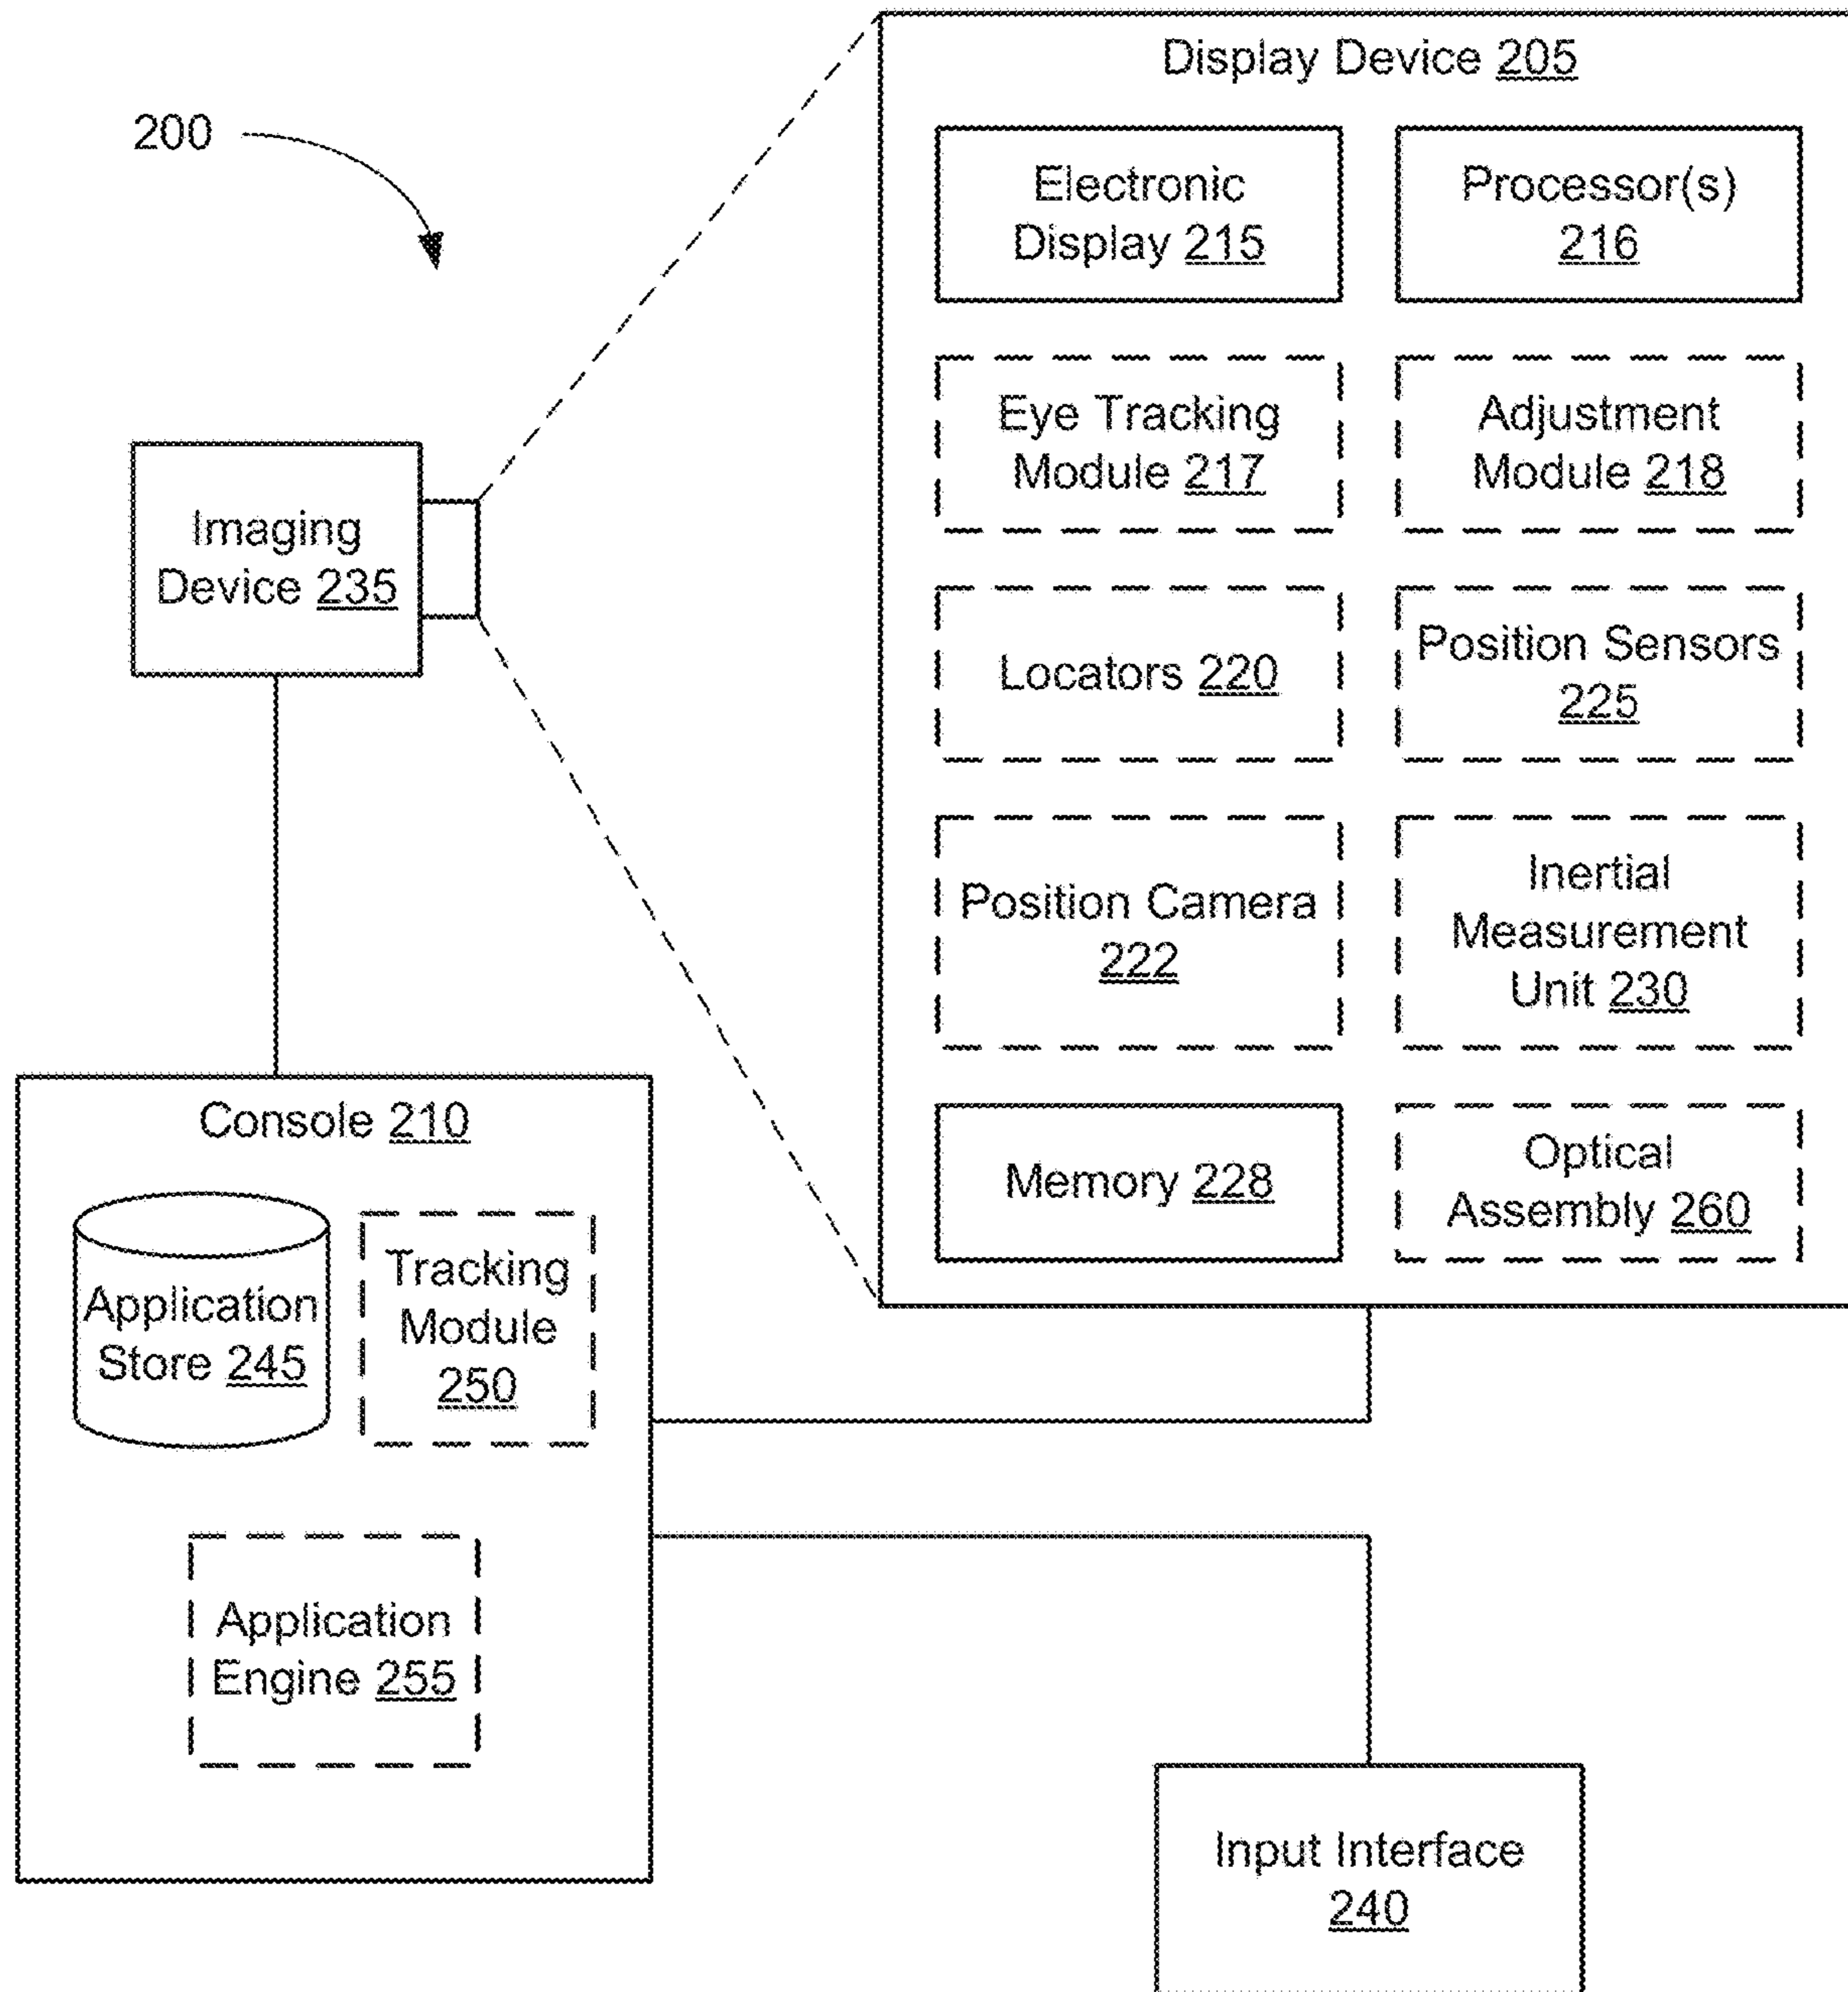 200
Display Device 205
Electronic
Display 215
Processor(s)
216
Eye Tracking
Module 217
Adjustment
Module 218
Locators 220
Position Sensors
225
Position Camera
222
Inertial
Measurement
Unit 230
Memory 228
Optical
Assembly 260
Imaging
Device 235
Console 210
Application
Store 245
Tracking
Module
250
Application
Engine 255
Input Interface
240